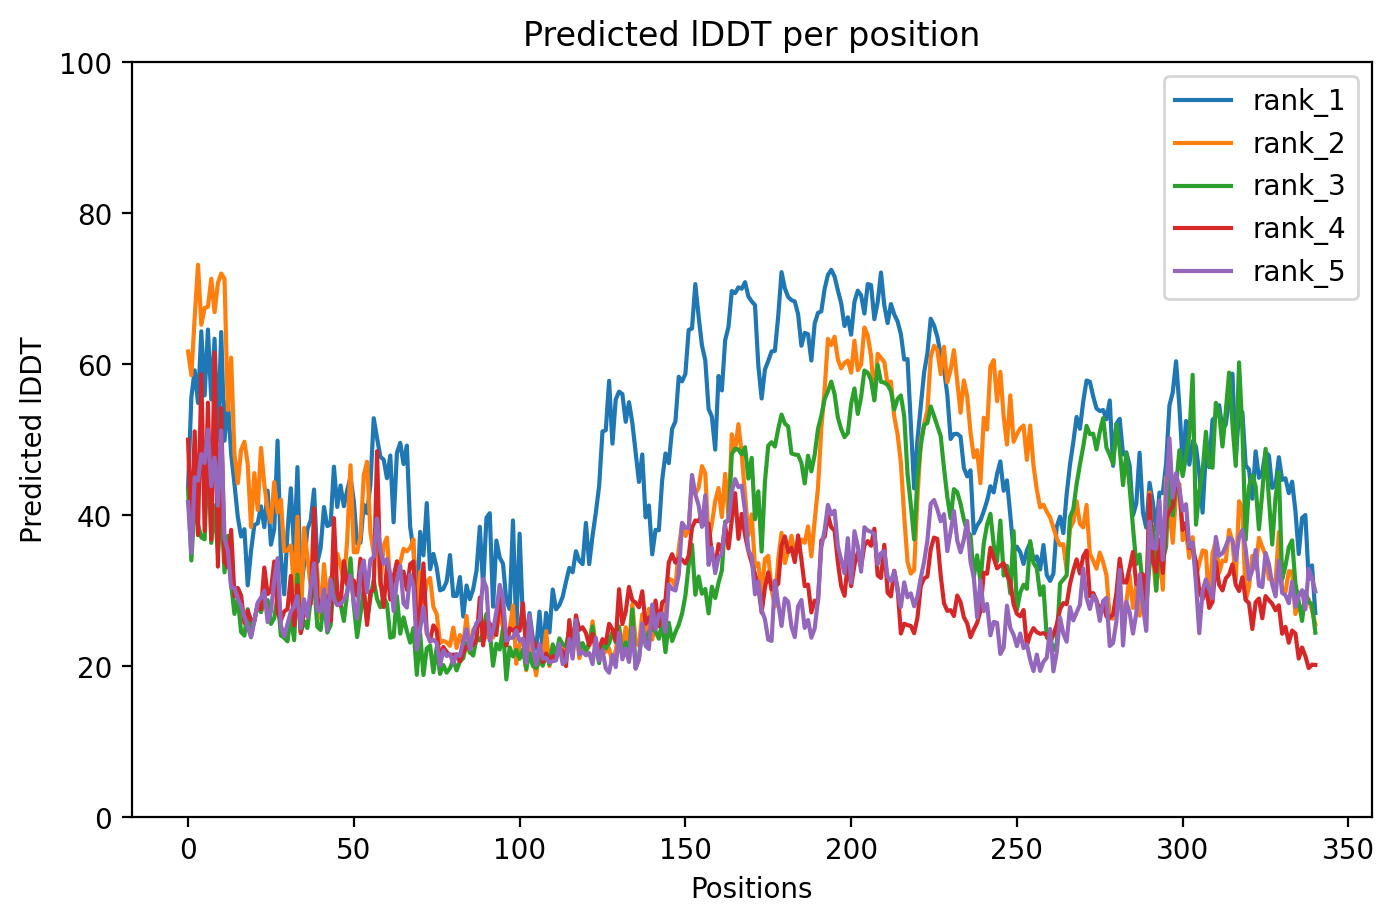 Predicted lDDT per position
100
80
60
40
20
0
Predicted lDDT
0 50 100 150 200 250 300 350
Positions
rank_1
rank_2
rank_3
rank_4
rank_5